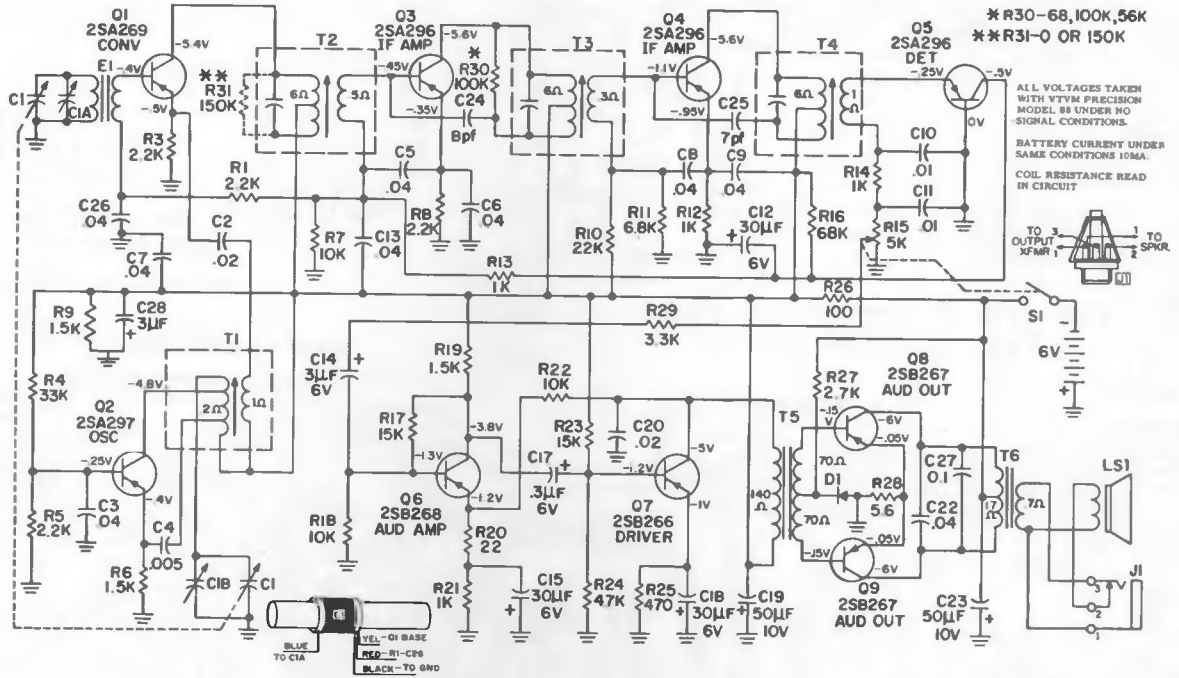 Q1
2SA269
CONV
-5.4V
E1
-.4V
C1
C1A
-.5V
R3
2.2K
**
R31
150K
T2
6Ω
.5Ω
Q3
2SA296
IF AMP
-5.6V
-.45V
*
R30
100K
C24
8pf
-.35V
T3
6Ω
.3Ω
Q4
2SA296
IF AMP
-5.6V
-1.1V
-.95V
C25
7pf
T4
6Ω
1
Ω
Q5
2SA296
DET
-.25V
-.5V
0V
* R30-68,100K,56K
** R31-0 OR 150K
ALL VOLTAGES TAKEN
WITH VTVM PRECISION
MODEL 88 UNDER NO
SIGNAL CONDITIONS.
BATTERY CURRENT UNDER
SAME CONDITIONS 10MA.
COIL RESISTANCE READ
IN CIRCUIT
R1
2.2K
C26
.04
C7
.04
C2
.02
R7
10K
C5
.04
C13
.04
R8
2.2K
C6
.04
R13
1K
R10
22K
R11
6.8K
C8
.04
C9
.04
R12
1K
C12
30µF
6V
R16
68K
R14
1K
C10
.01
C11
.01
R15
5K
TO
OUTPUT
XFMR
3
1
1
2
TO
SPKR.
J1
R9
1.5K
C28
3µF
R4
33K
T1
.2Ω
1Ω
-4.8V
Q2
2SA297
OSC
-.25V
-.4V
R5
2.2K
C3
.04
C4
.005
R6
1.5K
C1B
C1
C14
3µF
6V
R29
3.3K
R26
100
S1
6V
-
+
R19
1.5K
R17
15K
-3.8V
-1.3V
-1.2V
Q6
2SB268
AUD AMP
R18
10K
R20
22
R21
1K
C15
30µF
6V
R22
10K
C17
.3µF
6V
R23
15K
C20
.02
-5V
-1.2V
-1V
Q7
2SB266
DRIVER
R24
47K
R25
470
C18
30µF
6V
C19
50µF
10V
T5
140
Ω
70Ω
70Ω
R27
2.7K
Q8
2SB267
AUD OUT
-.15
V
-6V
-.05V
D1
R28
5.6
-.05V
-.15V
-6V
Q9
2SB267
AUD OUT
C27
0.1
C22
.04
T6
17
Ω
.7Ω
LS1
C23
50µF
10V
J1
3
2
1
E1
BLUE
TO C1A
YEL-Q1 BASE
RED-R1-C26
BLACK-TO GND